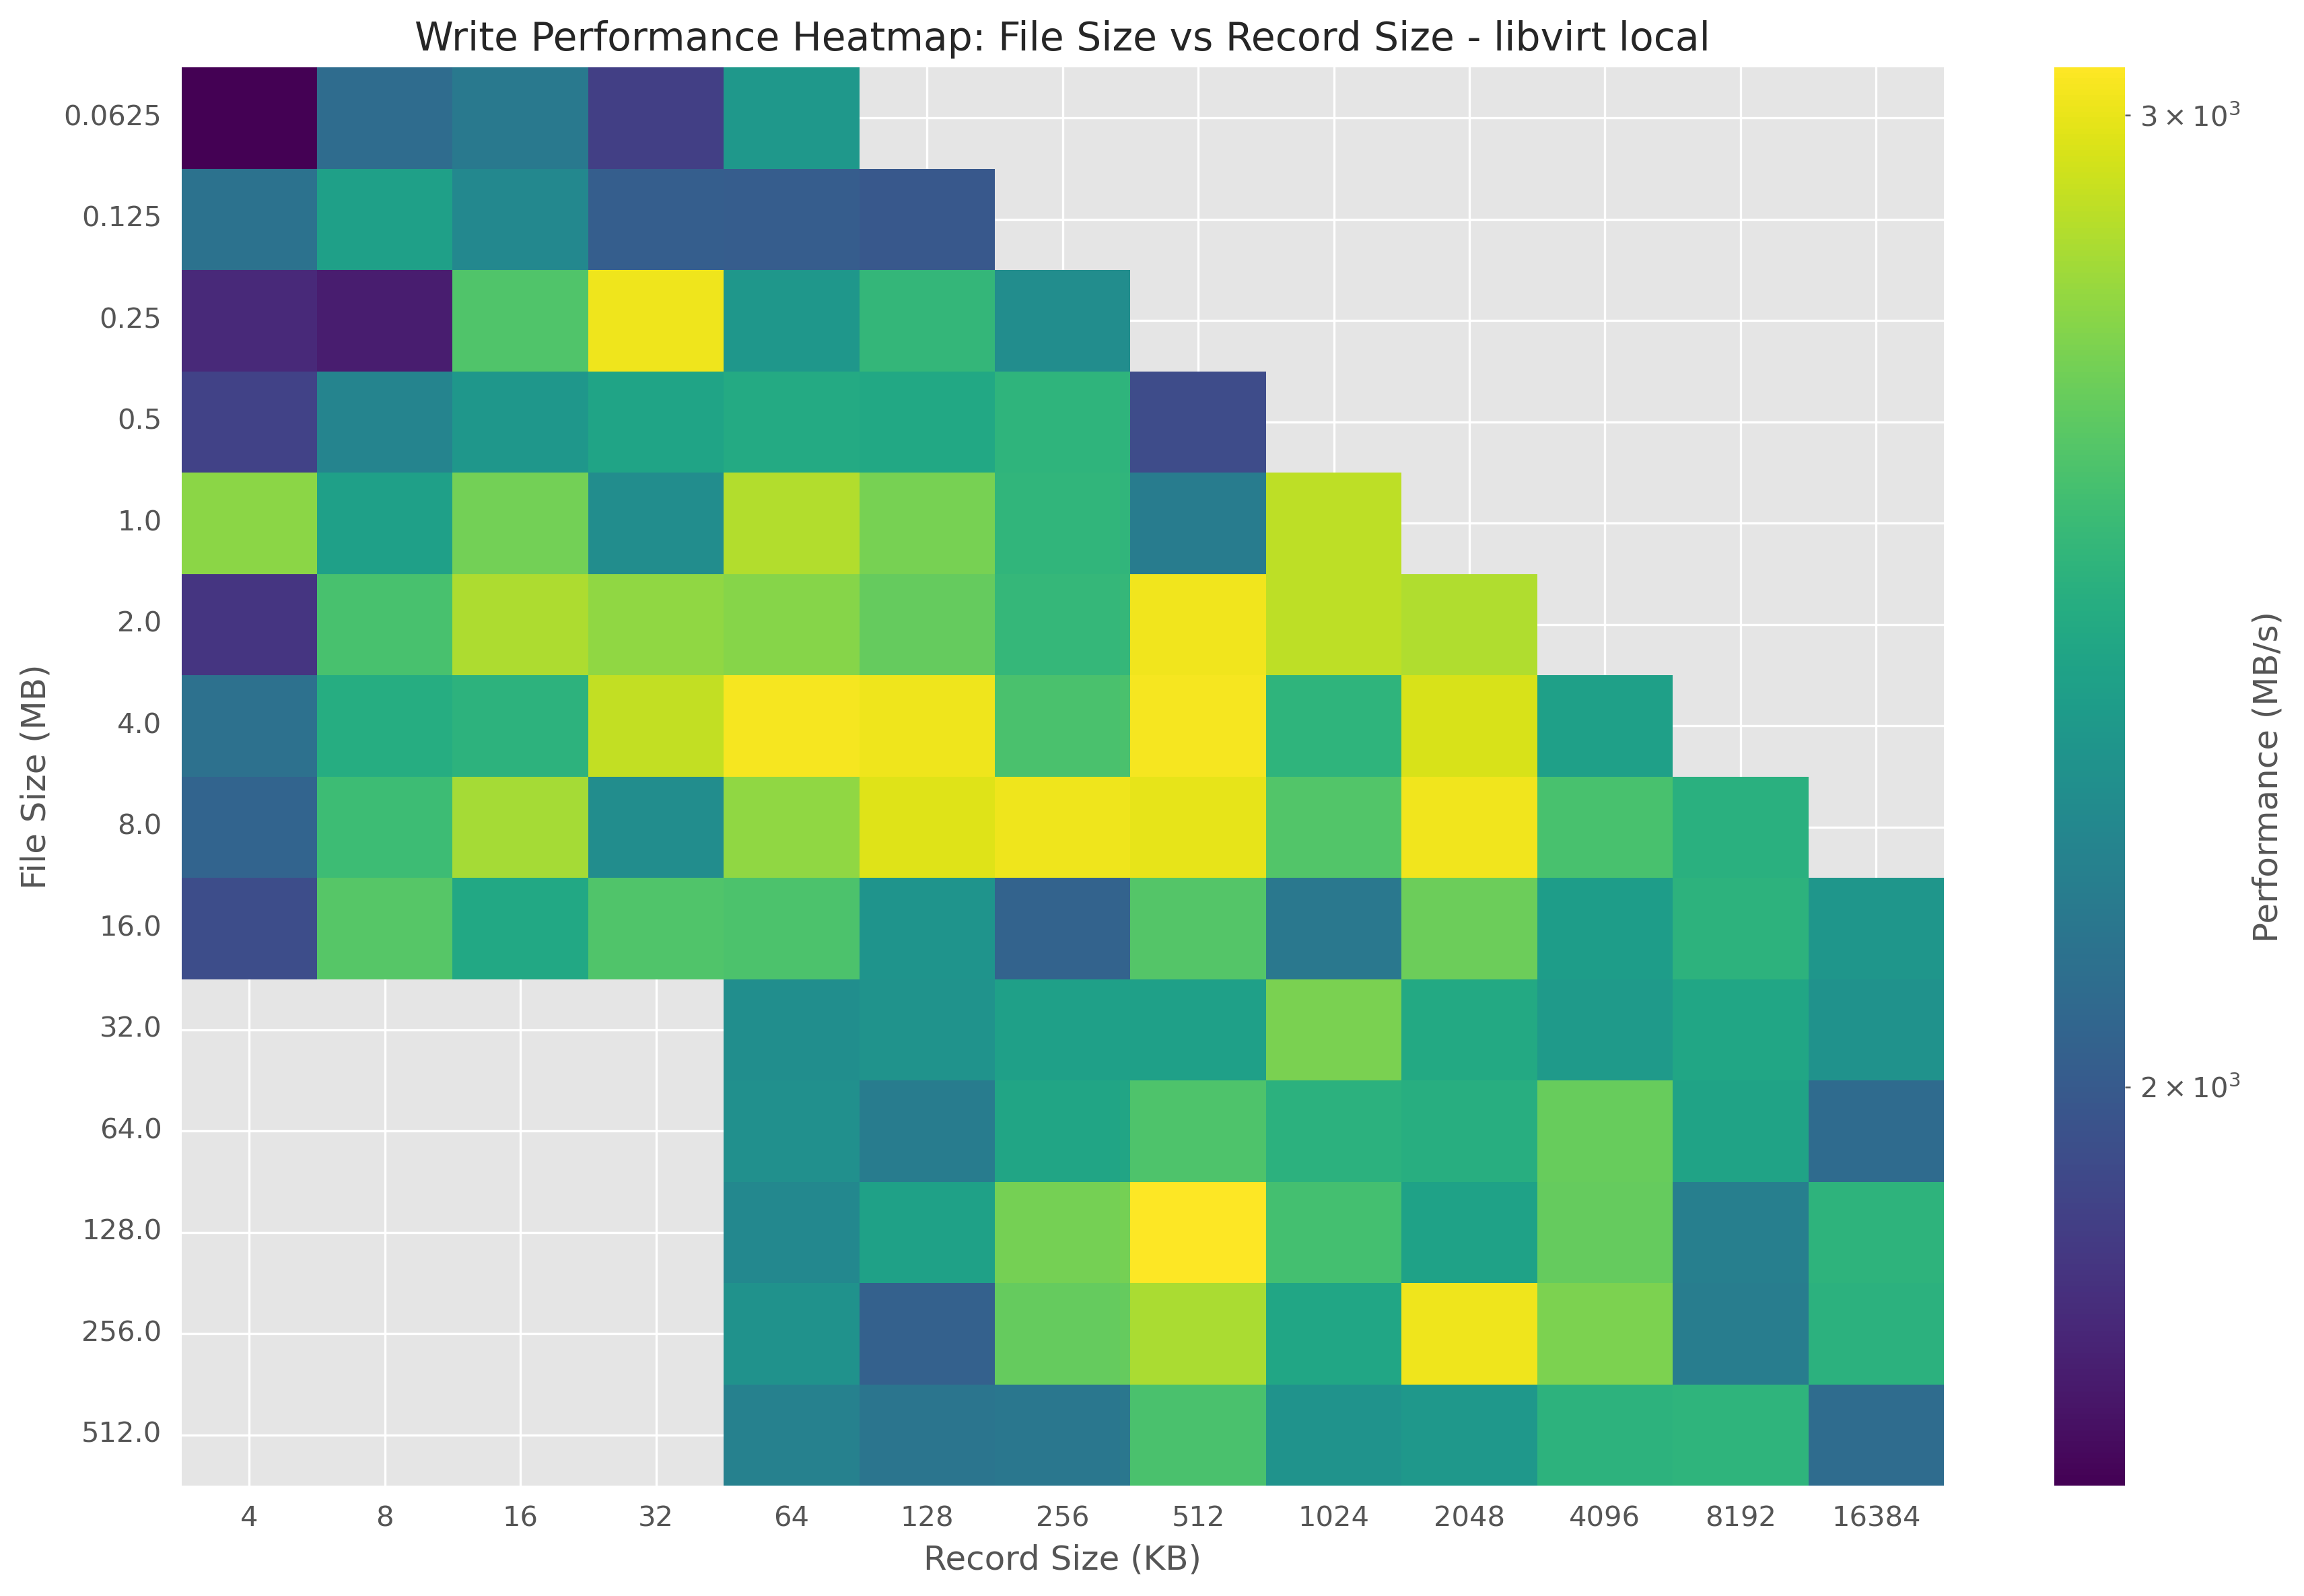 Write Performance Heatmap: File Size vs Record Size - libvirt local
File Size (MB)
0.0625
0.125
0.25
0.5
1.0
2.0
4.0
8.0
16.0
32.0
64.0
128.0
256.0
512.0
4 8 16 32 64 128 256 512 1024 2048 4096 8192 16384
Record Size (KB)
3 × 10³
2 × 10³
Performance (MB/s)